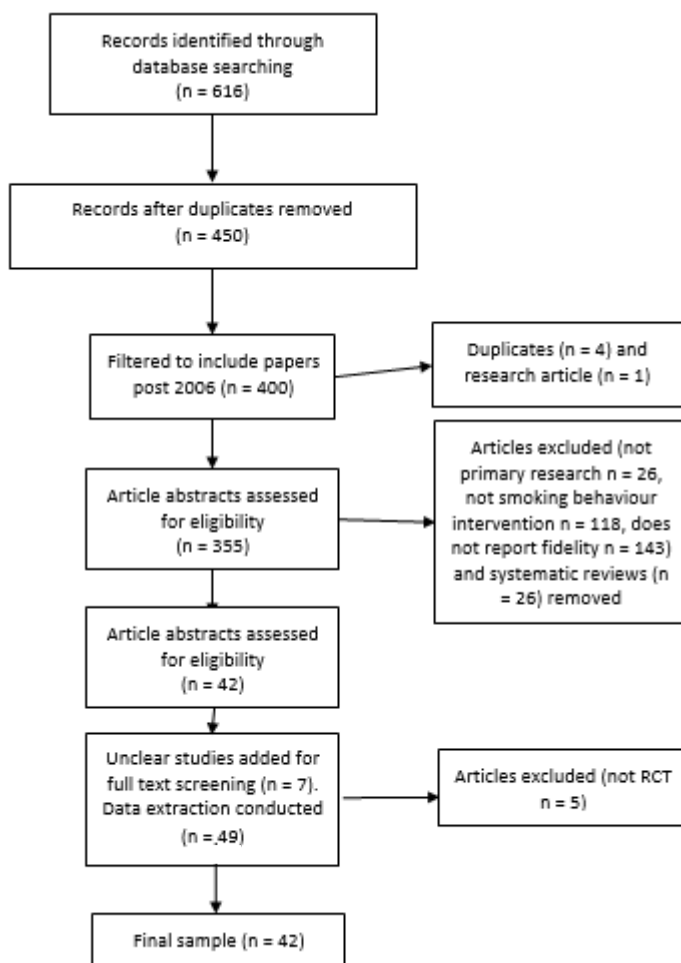 Records identified through
database searching
(n = 616)
Records after duplicates removed
(n = 450)
Filtered to include papers
post 2006 (n = 400)
Duplicates (n = 4) and
research article (n = 1)
Article abstracts assessed
for eligibility
(n = 355)
Articles excluded (not
primary research n = 26,
not smoking behaviour
intervention n = 118, does
not report fidelity n = 143)
and systematic reviews (n
= 26) removed
Article abstracts assessed
for eligibility
(n = 42)
Unclear studies added for
full text screening (n = 7).
Data extraction conducted
(n = 49)
Articles excluded (not RCT
n = 5)
Final sample (n = 42)